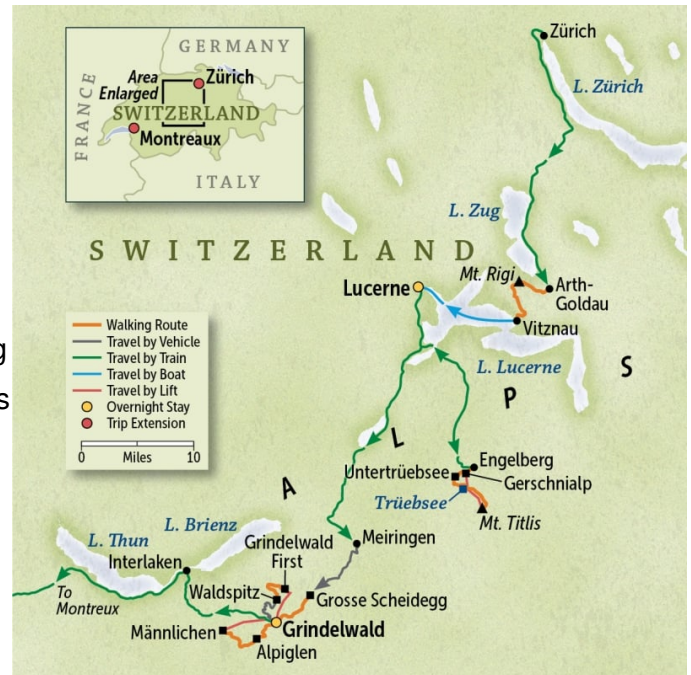 g
s
GERMANY
FRANCE
Area
Enlarged
Zürich
SWITZERLAND
Montreaux
ITALY
Zürich
L. Zürich
L. Zug
SWITZERLAND
Mt. Rigi
Arth-
Goldau
Lucerne
Vitznau
L. Lucerne
Walking Route
Travel by Vehicle
Travel by Train
Travel by Boat
Travel by Lift
Overnight Stay
Trip Extension
0 Miles 10
A L P S
Engelberg
Untertrüebsee
Gerschnialp
Trüebsee
Mt. Titlis
Meiringen
L. Thun
L. Brienz
Interlaken
Grindelwald
First
Waldspitz
Grosse Scheidegg
To
Montreux
Männlichen
Grindelwald
Alpiglen